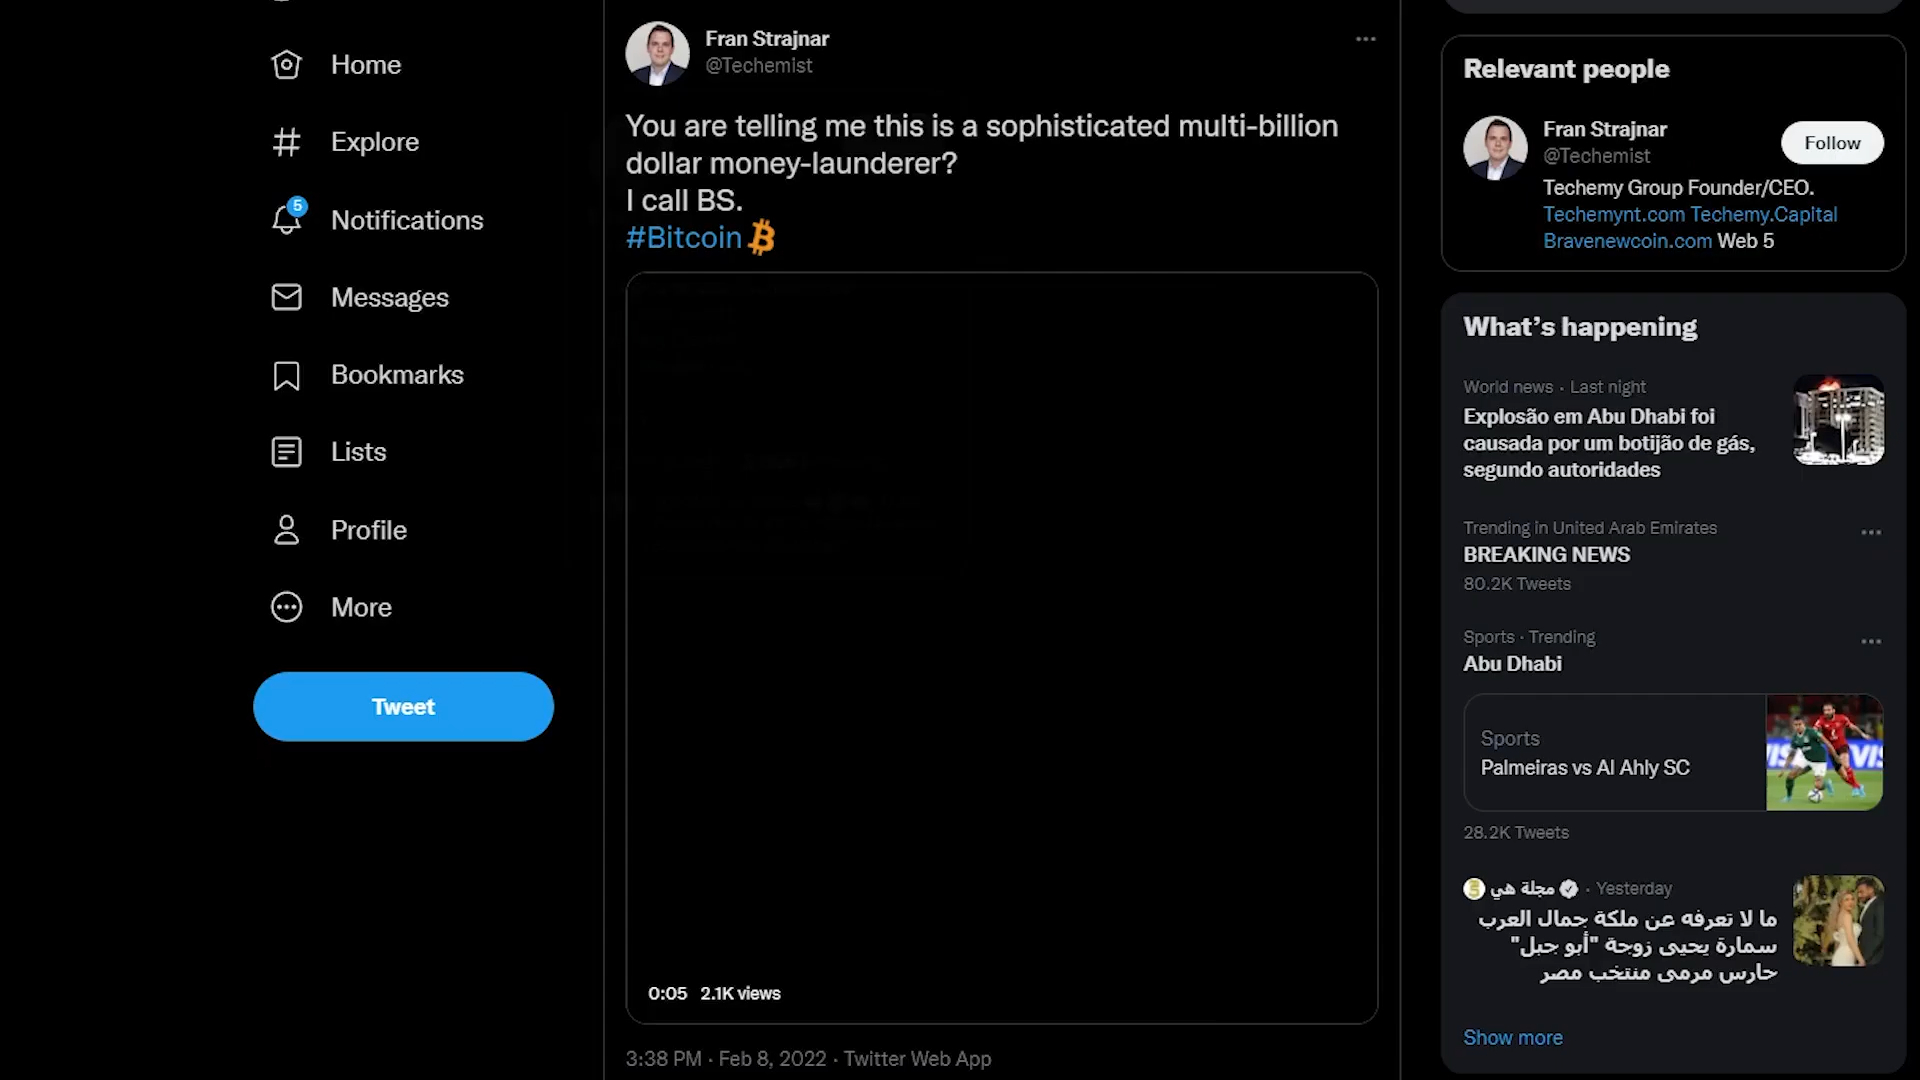 Home
Explore
5
Notifications
Messages
Bookmarks
Lists
Profile
More
Tweet
Fran Strajnar
@Techemist
You are telling me this is a sophisticated multi-billion
dollar money-launderer?
I call BS.
#Bitcoin
0:05 2.1K views
3:38 PM · Feb 8, 2022 · Twitter Web App
Relevant people
Fran Strajnar
@Techemist
Follow
Techemy Group Founder/CEO.
Techemynt.com Techemy.Capital
Bravenewcoin.com Web 5
What’s happening
World news · Last night
Explosão em Abu Dhabi foi
causada por um botijão de gás,
segundo autoridades
Trending in United Arab Emirates
BREAKING NEWS
80.2K Tweets
Sports · Trending
Abu Dhabi
Sports
Palmeiras vs Al Ahly SC
28.2K Tweets
مجلة هي · Yesterday
ما لا تعرفه عن ملكة جمال العرب
سمارة يحيى زوجة "أبو جبل"
حارس مرمى منتخب مصر
Show more